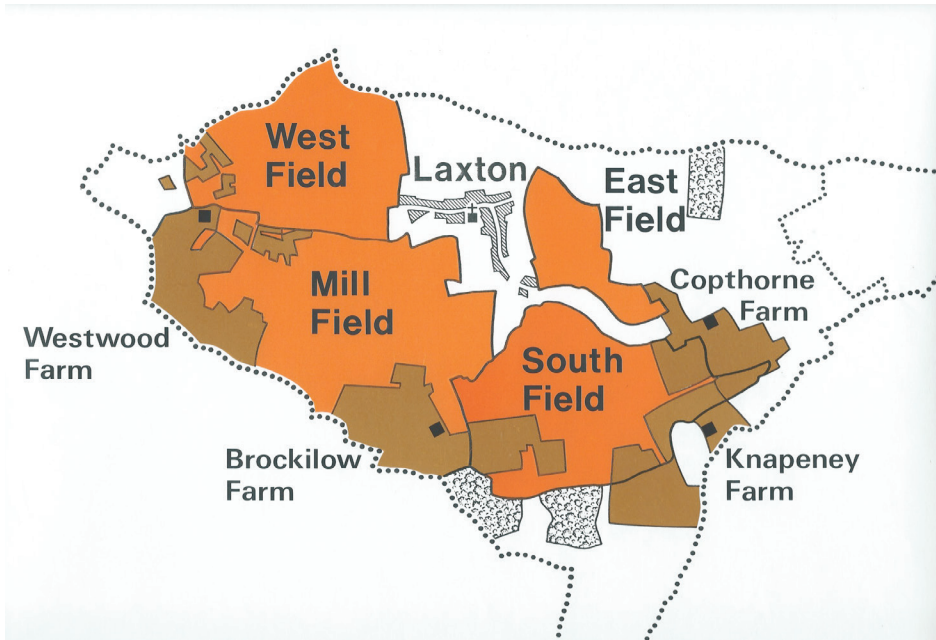 West
Field
Laxton
East
Field
Mill
Field
Copthorne
Farm
Westwood
Farm
South
Field
Brockilow
Farm
Knapeney
Farm